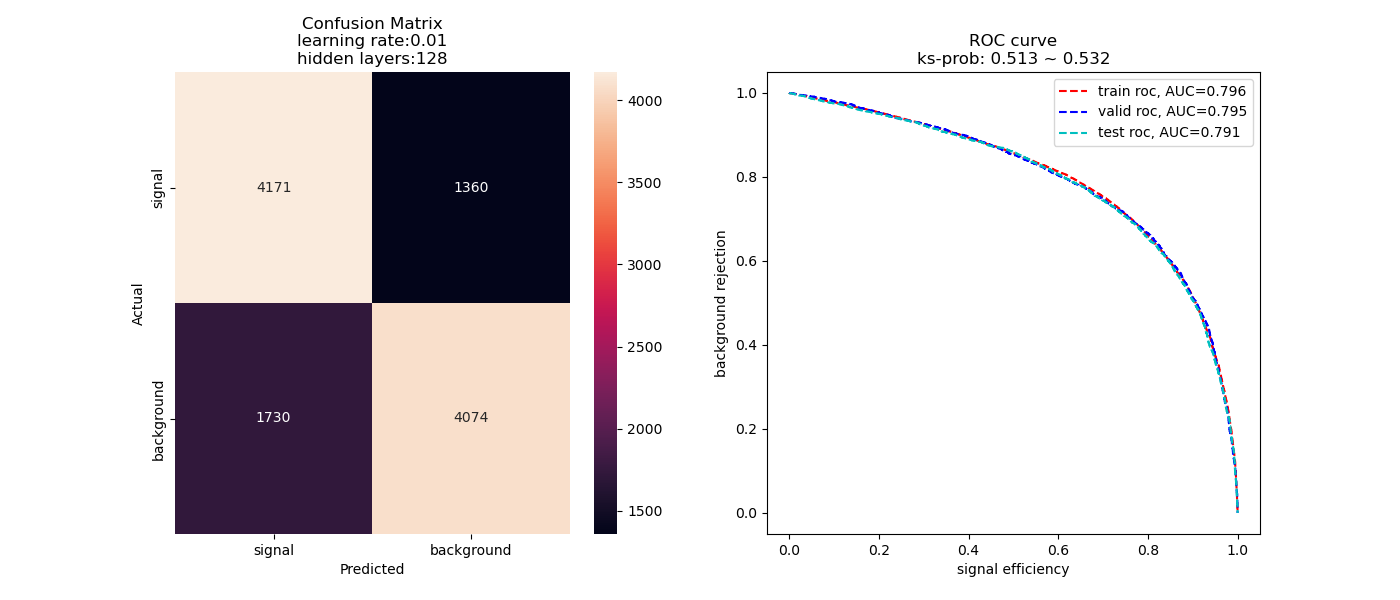 Confusion Matrix
learning rate:0.01
hidden layers:128
signal
background
Actual
4171
1360
1730
4074
signal
background
Predicted
4000
3500
3000
2500
2000
1500
ROC curve
ks-prob: 0.513 ~ 0.532
train roc, AUC=0.796
valid roc, AUC=0.795
test roc, AUC=0.791
background rejection
1.0
0.8
0.6
0.4
0.2
0.0
0.0
0.2
0.4
0.6
0.8
1.0
signal efficiency